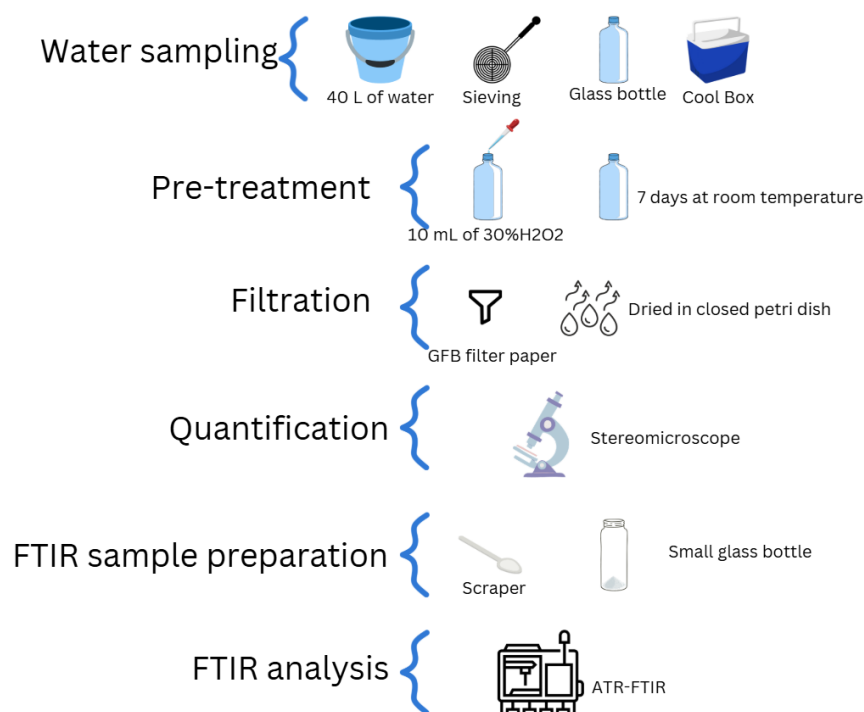 Water sampling
40 L of water
Sieving
Glass bottle
Cool Box
Pre-treatment
10 mL of 30%H2O2
7 days at room temperature
Filtration
GFB filter paper
Dried in closed petri dish
Quantification
Stereomicroscope
FTIR sample preparation
Scraper
Small glass bottle
FTIR analysis
ATR-FTIR